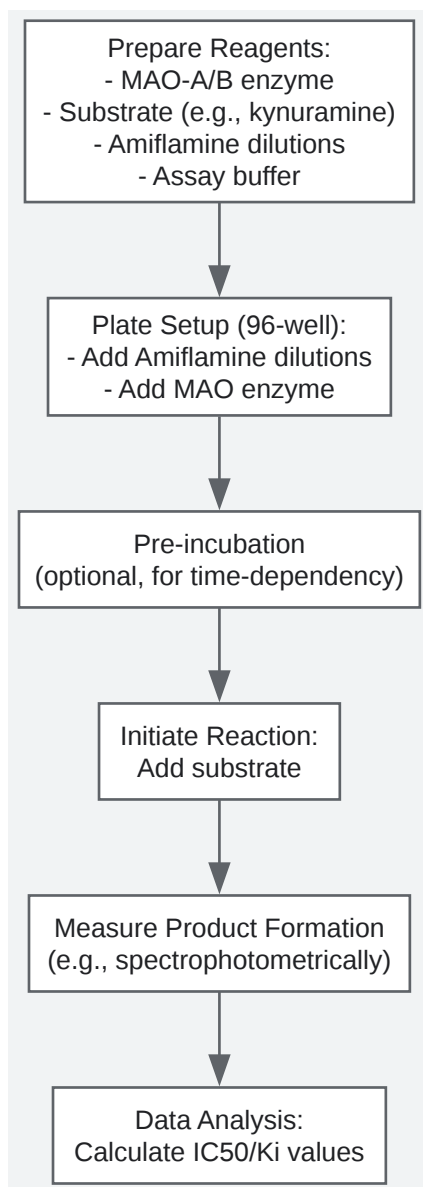 Prepare Reagents:
- MAO-A/B enzyme
- Substrate (e.g., kynuramine)
- Amiflamine dilutions
- Assay buffer
Plate Setup (96-well):
- Add Amiflamine dilutions
- Add MAO enzyme
Pre-incubation
(optional, for time-dependency)
Initiate Reaction:
Add substrate
Measure Product Formation
(e.g., spectrophotometrically)
Data Analysis:
Calculate IC50/Ki values